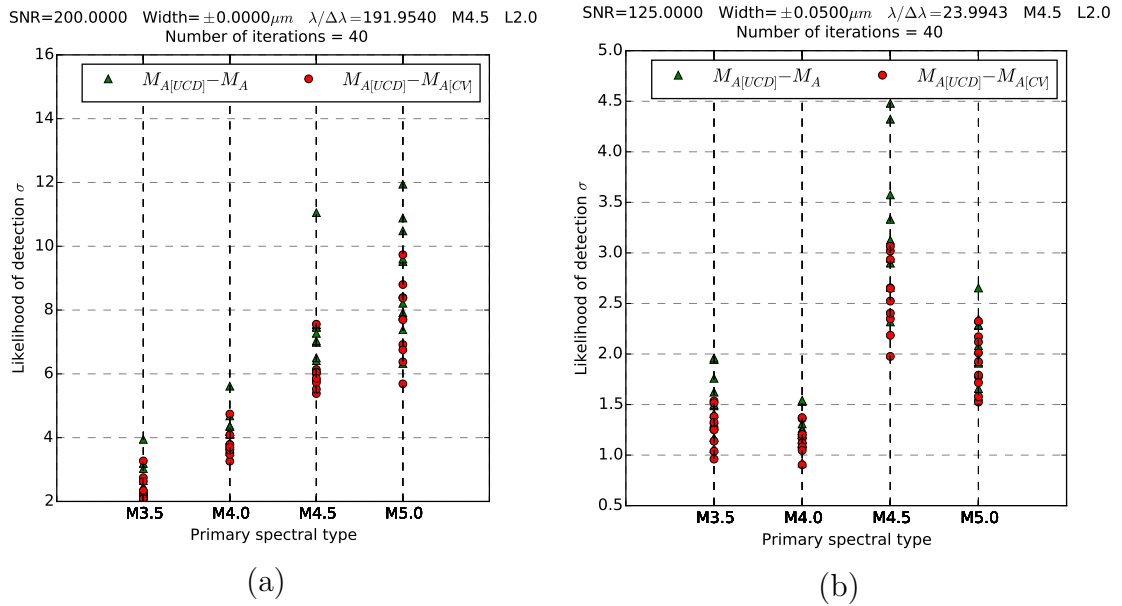 SNR=200.0000 Width=±0.0000μm λ/Δλ=191.9540 M4.5 L2.0
Number of iterations = 40
M_{A[UCD]}−M_A M_{A[UCD]}−M_{A[CV]}
16
14
12
10
8
6
4
2
Likelihood of detection σ
M3.5 M4.0 M4.5 M5.0
Primary spectral type
(a)
SNR=125.0000 Width=±0.0500μm λ/Δλ=23.9943 M4.5 L2.0
Number of iterations = 40
M_{A[UCD]}−M_A M_{A[UCD]}−M_{A[CV]}
5.0
4.5
4.0
3.5
3.0
2.5
2.0
1.5
1.0
0.5
Likelihood of detection σ
M3.5 M4.0 M4.5 M5.0
Primary spectral type
(b)